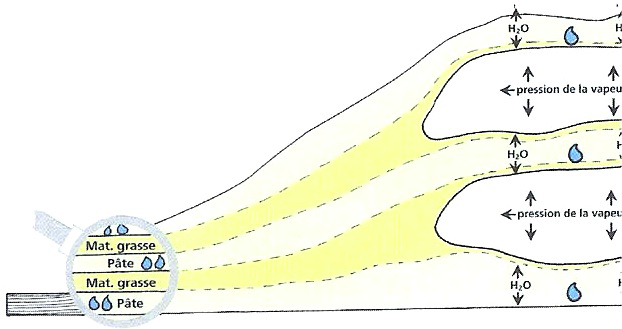 H₂O
H
pression de la vapeu
H₂O
H
pression de la vapeu
Mat. grasse
Pâte
Mat. grasse
Pâte
H₂O
H